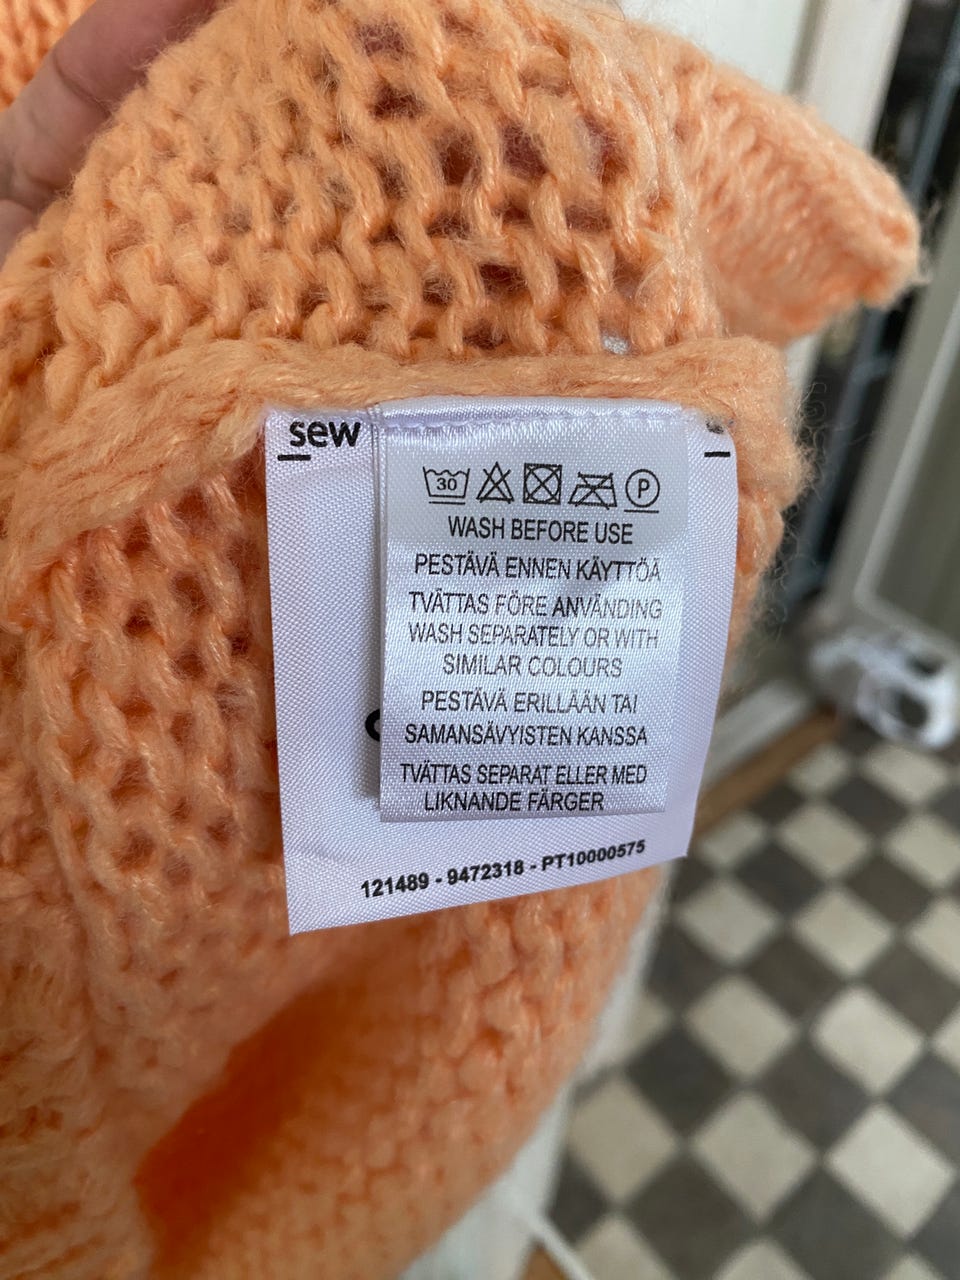 sew
30
P
WASH BEFORE USE
PESTÄVÄ ENNEN KÄYTTÖÄ
TVÄTTAS FÖRE ANVÄNDING
WASH SEPARATELY OR WITH
SIMILAR COLOURS
PESTÄVÄ ERILLÄÄN TAI
SAMANSÄVYISTEN KANSSA
TVÄTTAS SEPARAT ELLER MED
LIKNANDE FÄRGER
121489 - 9472318 - PT10000575